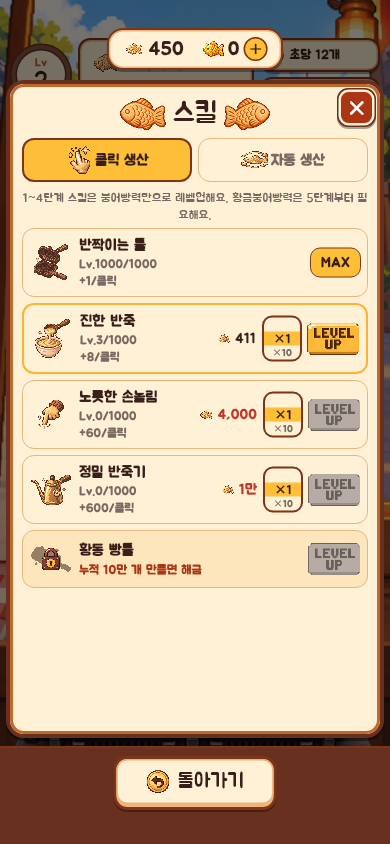 Lv
450
0
초당 12개
스킬
클릭 생산
자동 생산
1~4단계 스킬은 붕어빵력만으로 레벨업해요. 황금붕어빵력은 5단계부터 필
요해요.
반짝이는 틀
Lv.1000/1000
+1/클릭
MAX
진한 반죽
Lv.3/1000
+8/클릭
411
×1
×10
LEVEL
UP
노릇한 손놀림
Lv.0/1000
+60/클릭
4,000
×1
×10
LEVEL
UP
정밀 반죽기
Lv.0/1000
+600/클릭
1만
×1
×10
LEVEL
UP
황동 빵틀
누적 10만 개 만들면 해금
LEVEL
UP
돌아가기